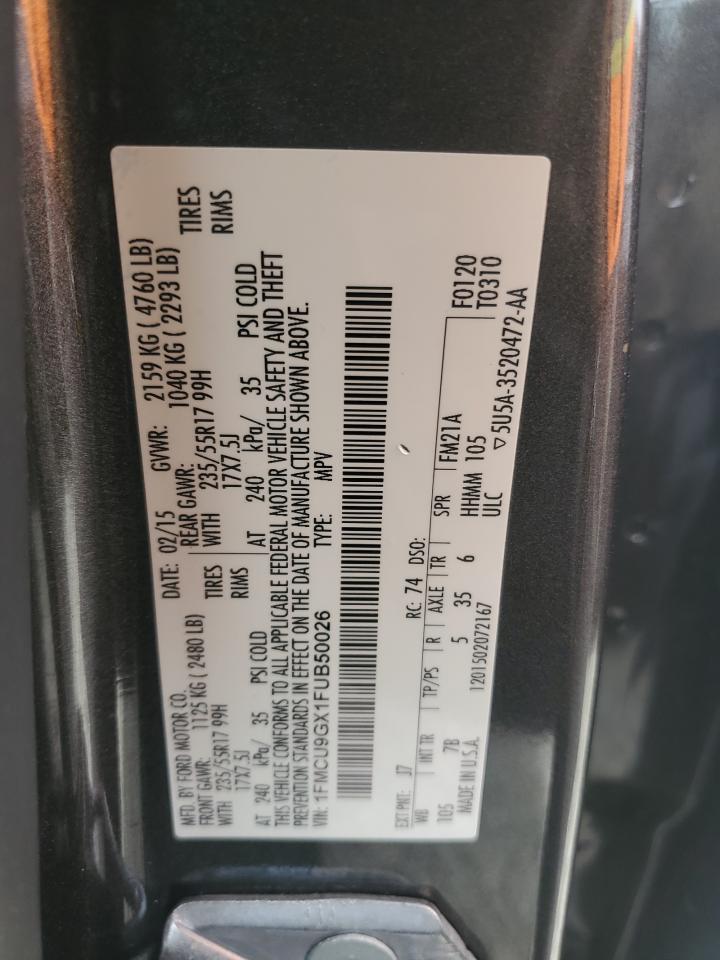 MFD. BY FORD MOTOR CO. DATE: 02/15 GVWR: 2159 KG ( 4760 LB)
FRONT GAWR: 1125 KG ( 2480 LB) REAR GAWR: 1040 KG ( 2293 LB)
WITH 235/55R17 99H TIRES WITH 235/55R17 99H TIRES
17X7.5J RIMS 17X7.5J RIMS
AT 240 kPa/ 35 PSI COLD AT 240 kPa/ 35 PSI COLD
THIS VEHICLE CONFORMS TO ALL APPLICABLE FEDERAL MOTOR VEHICLE SAFETY AND THEFT
PREVENTION STANDARDS IN EFFECT ON THE DATE OF MANUFACTURE SHOWN ABOVE.
VIN: 1FMCU9GX1FUB50026 TYPE: MPV
EXT PNT: J7 RC: 74 DSO: F0120
WB INT TR TP/PS R AXLE TR SPR FM21A T0310
105 7B 5 35 6 HHMM 105
MADE IN U.S.A. 1201502072167 ULC ▽5U5A-3520472-AA